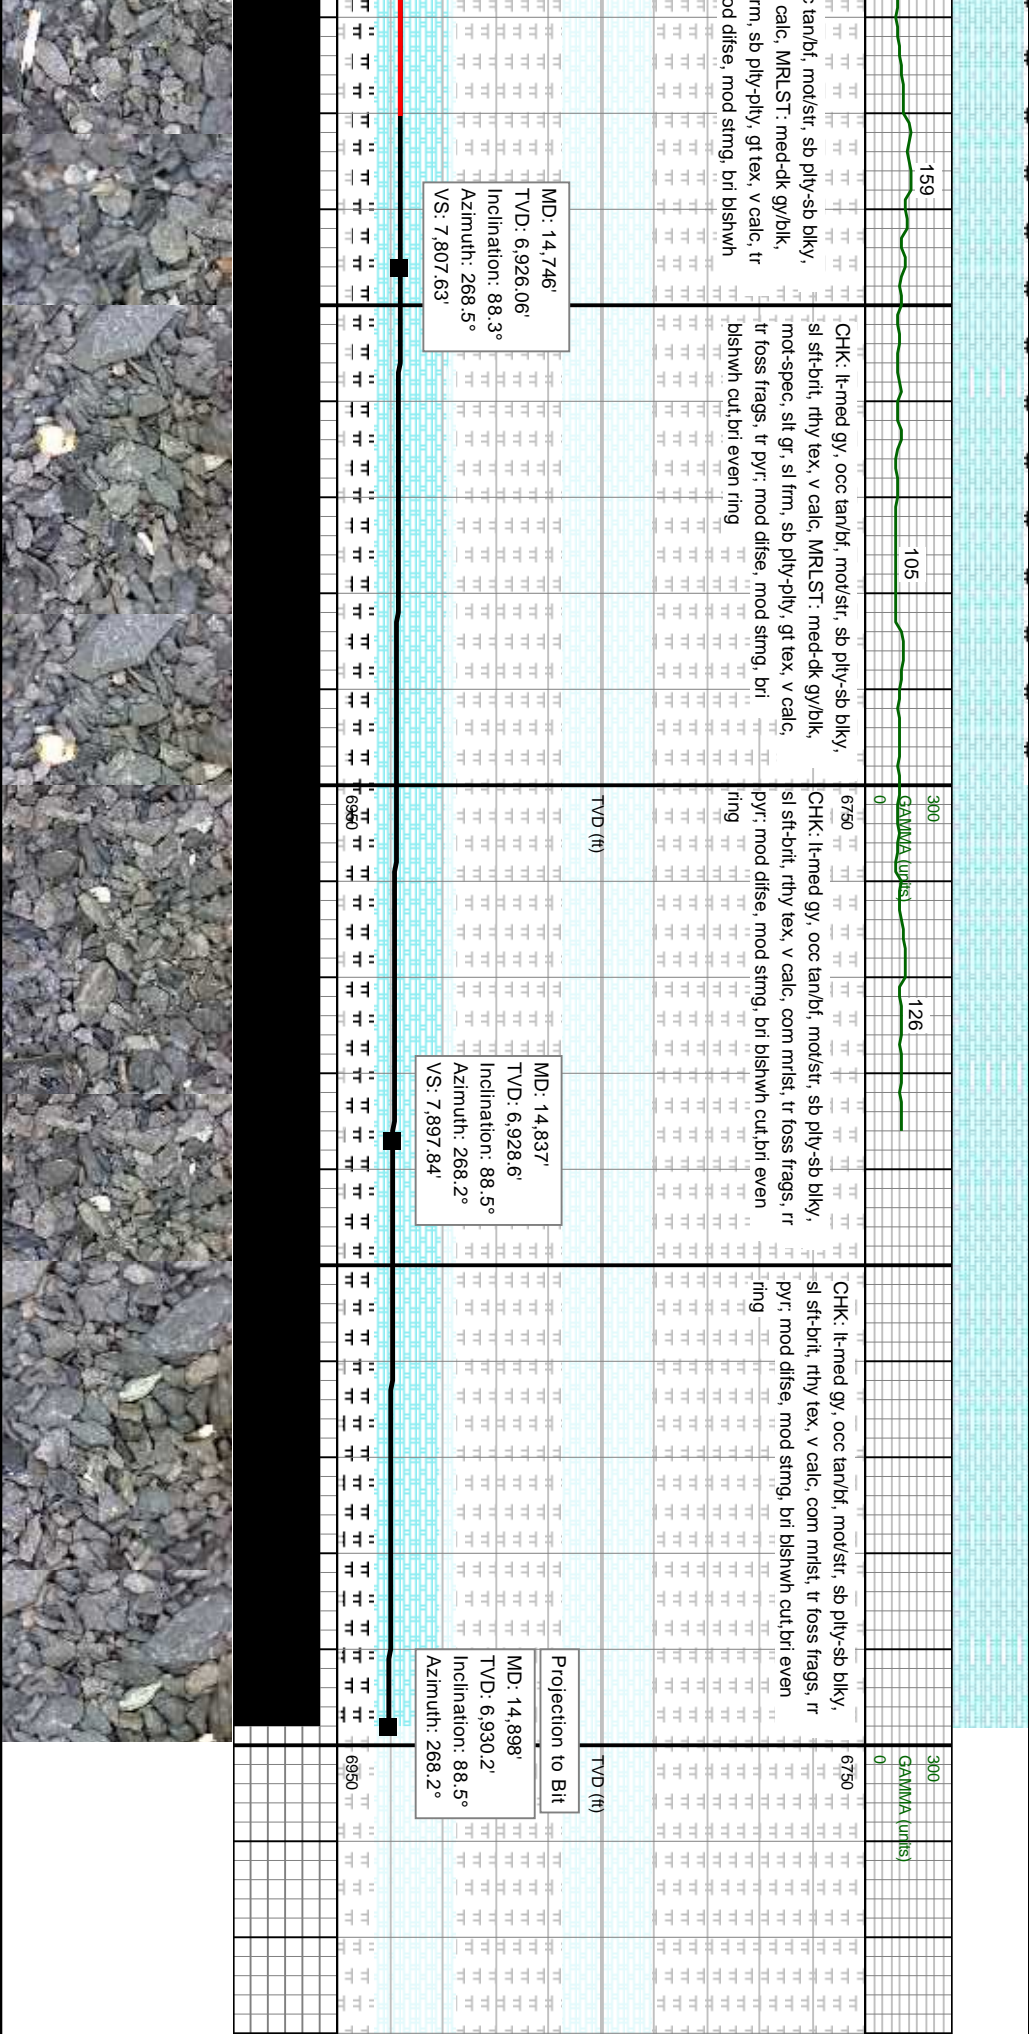 c tan/bf, mot/str, sb plty-sb blky,
calc, MRLST: med-dk gy/blk,
rm, sb plty-plty, gt tex, v calc, tr
od difse, mod stmg, bri blshwh
159
MD: 14,746'
TVD: 6,926.06'
Inclination: 88.3°
Azimuth: 268.5°
VS: 7,807.63'
CHK: lt-med gy, occ tan/bf, mot/str, sb plty-sb blky,
sl sft-brit, rthy tex, v calc, MRLST: med-dk gy/blk,
mot-spec, slt gr, sl frm, sb plty-plty, gt tex, v calc,
tr foss frags, tr pyr; mod difse, mod stmg, bri
blshwh cut,bri even ring
105
300
GAMMA (units)
0
6750
TVD (ft)
6950
CHK: lt-med gy, occ tan/bf, mot/str, sb plty-sb blky,
sl sft-brit, rthy tex, v calc, com mrlst, tr foss frags, rr
pyr; mod difse, mod stmg, bri blshwh cut,bri even
ring
126
MD: 14,837'
TVD: 6,928.6'
Inclination: 88.5°
Azimuth: 268.2°
VS: 7,897.84'
CHK: lt-med gy, occ tan/bf, mot/str, sb plty-sb blky,
sl sft-brit, rthy tex, v calc, com mrlst, tr foss frags, rr
pyr; mod difse, mod stmg, bri blshwh cut,bri even
ring
Projection to Bit
MD: 14,898'
TVD: 6,930.2'
Inclination: 88.5°
Azimuth: 268.2°
300
GAMMA (units)
0
6750
TVD (ft)
6950